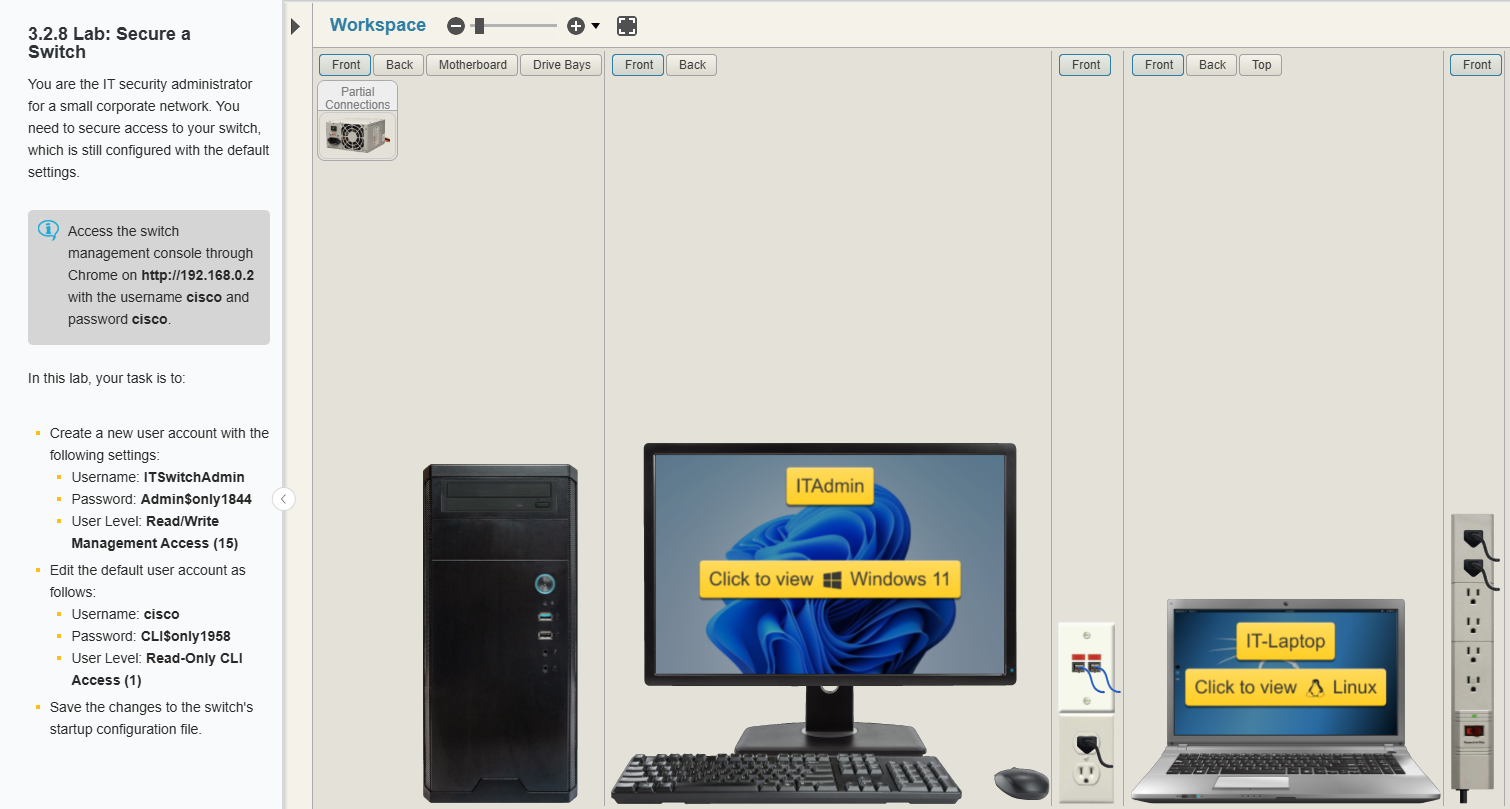 3.2.8 Lab: Secure a
Switch
You are the IT security administrator
for a small corporate network. You
need to secure access to your switch,
which is still configured with the default
settings.
Access the switch
management console through
Chrome on http://192.168.0.2
with the username cisco and
password cisco.
In this lab, your task is to:
Create a new user account with the
following settings:
Username: ITSwitchAdmin
Password: Admin$only1844
User Level: Read/Write
Management Access (15)
Edit the default user account as
follows:
Username: cisco
Password: CLI$only1958
User Level: Read-Only CLI
Access (1)
Save the changes to the switch's
startup configuration file.
Workspace
Front Back Motherboard Drive Bays
Partial
Connections
Front Back
ITAdmin
Click to view Windows 11
Front
Front Back Top
IT-Laptop
Click to view Linux
Front